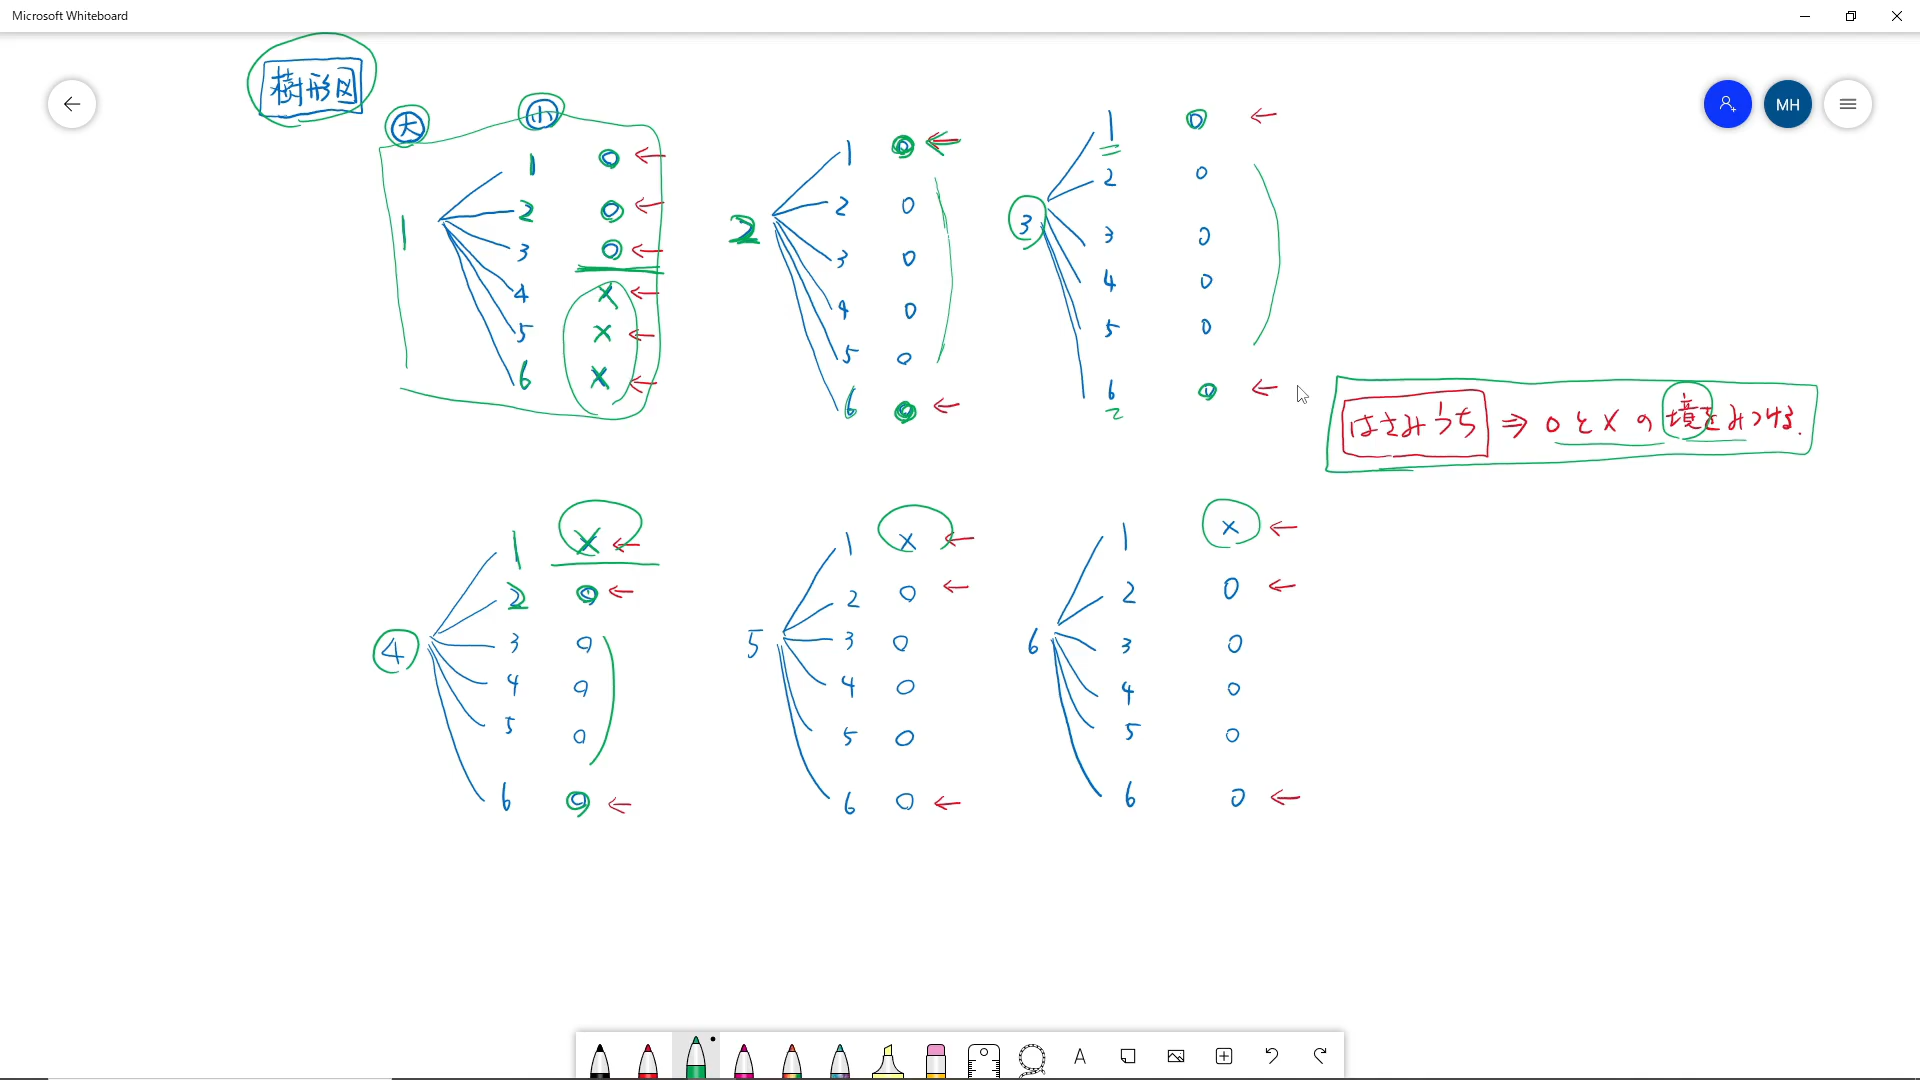 Microsoft Whiteboard
MH
樹形図
大 小
1
1 ○ ←
2 ○ ←
3 ○ ←
4 × ←
5 × ←
6 × ←
2
1 ○ ←
2 ○
3 ○
4 ○
5 ○
6 ○ ←
3
1 ○ ←
2 ○
3 ○
4 ○
5 ○
6 ○ ←
はさみうち ⇒ ○と×の境をみつける.
4
1 × ←
2 ○ ←
3 ○
4 ○
5 ○
6 ○ ←
5
1 × ←
2 ○ ←
3 ○
4 ○
5 ○
6 ○ ←
6
1 × ←
2 ○ ←
3 ○
4 ○
5 ○
6 ○ ←
A